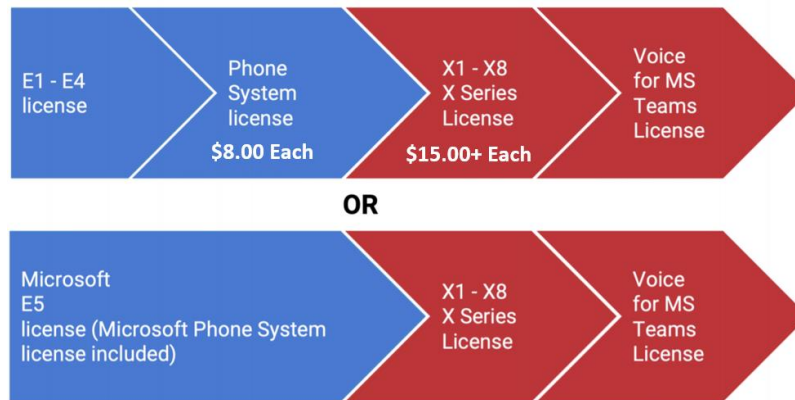 E1 - E4
license
Phone
System
license
$8.00 Each
X1 - X8
X Series
License
$15.00+ Each
Voice
for MS
Teams
License
OR
Microsoft
E5
license (Microsoft Phone System
license included)
X1 - X8
X Series
License
Voice
for MS
Teams
License